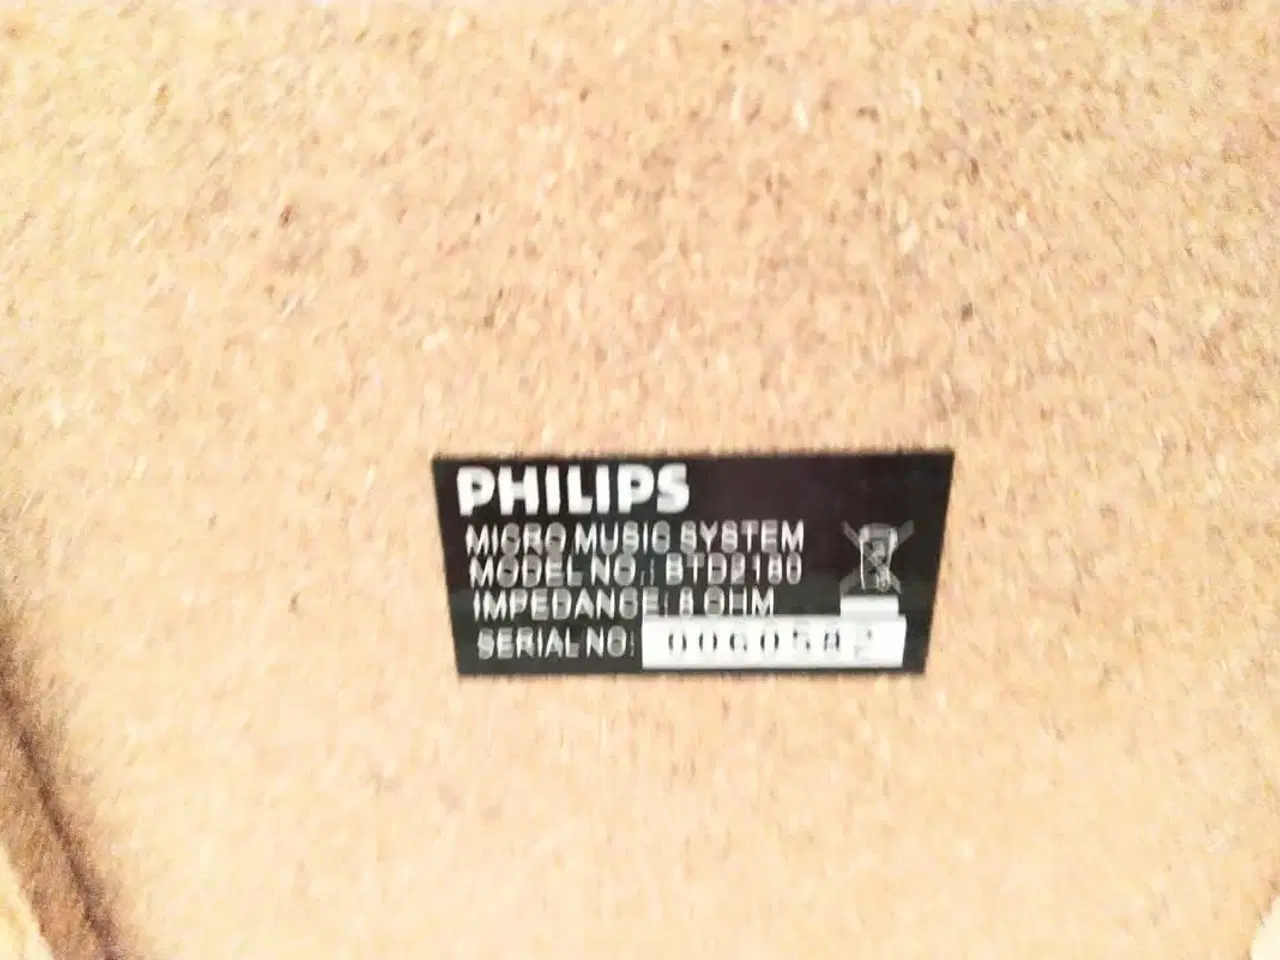 PHILIPS
MICRO MUSIC SYSTEM
MODEL NO.: BTD2180
IMPEDANCE: 8 OHM
SERIAL NO: